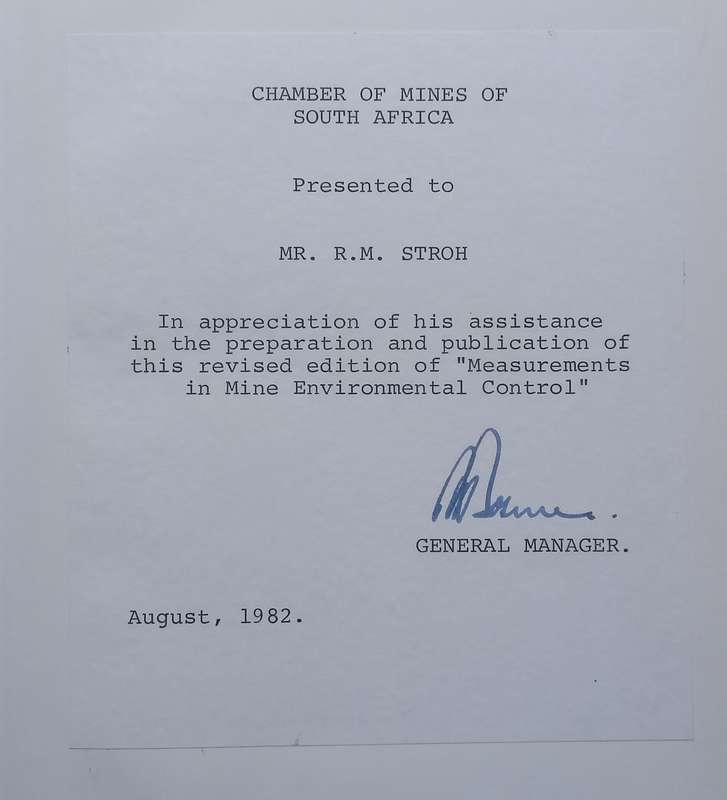 CHAMBER OF MINES OF
SOUTH AFRICA
Presented to
MR. R.M. STROH
In appreciation of his assistance
in the preparation and publication of
this revised edition of "Measurements
in Mine Environmental Control"
GENERAL MANAGER.
August, 1982.